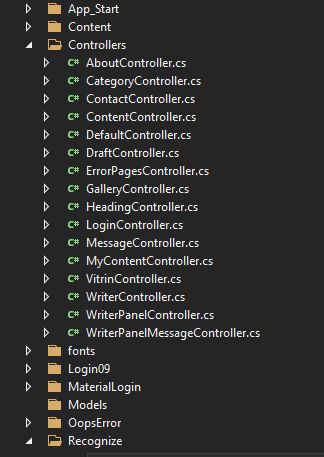 App_Start
Content
Controllers
C# AboutController.cs
C# CategoryController.cs
C# ContactController.cs
C# ContentController.cs
C# DefaultController.cs
C# DraftController.cs
C# ErrorPagesController.cs
C# GalleryController.cs
C# HeadingController.cs
C# LoginController.cs
C# MessageController.cs
C# MyContentController.cs
C# VitrinController.cs
C# WriterController.cs
C# WriterPanelController.cs
C# WriterPanelMessageController.cs
fonts
Login09
MaterialLogin
Models
OopsError
Recognize